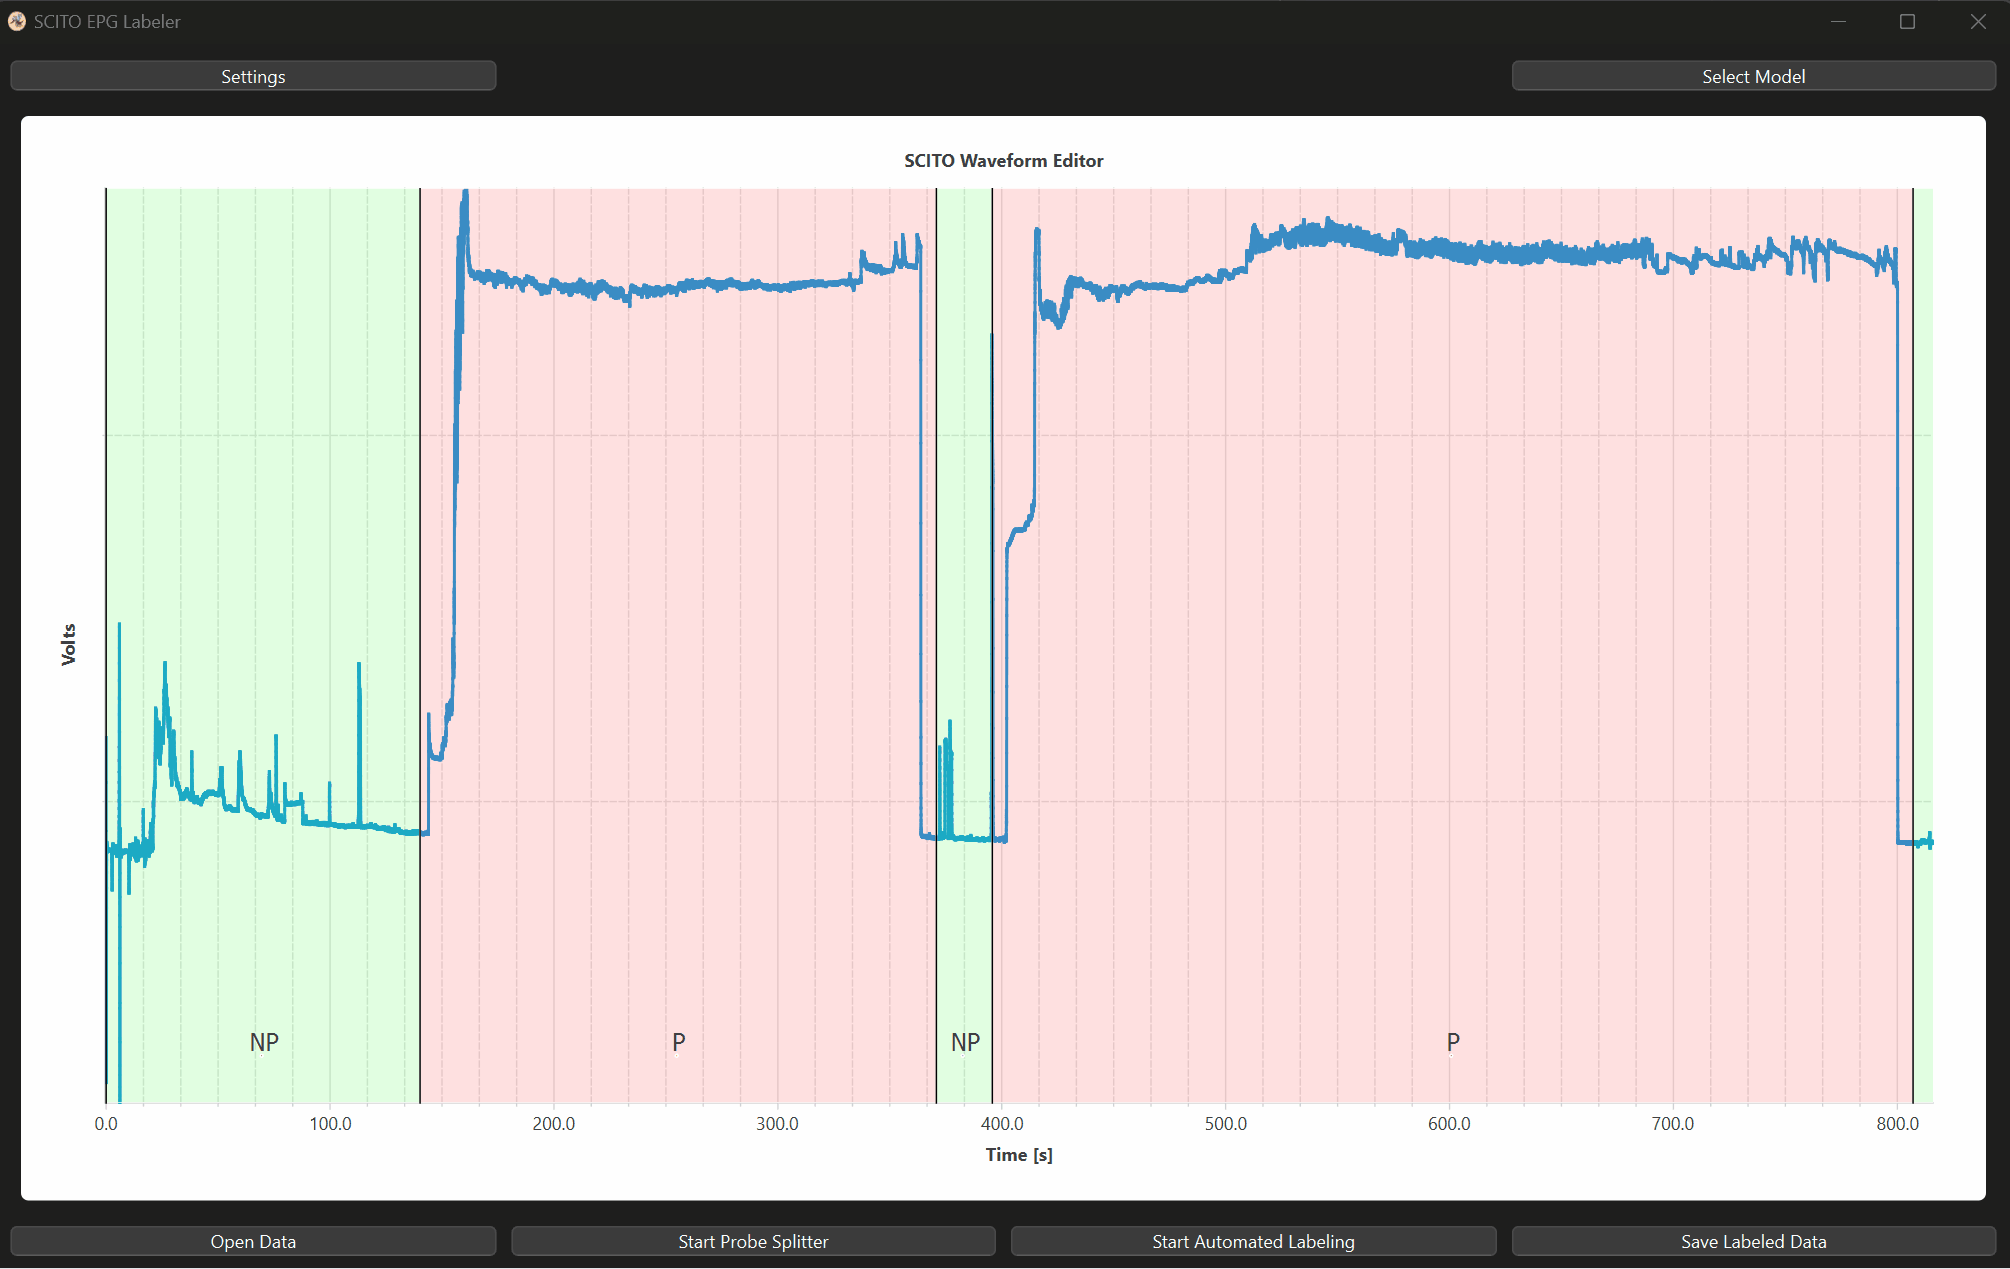 SCITO EPG Labeler
Settings
Select Model
SCITO Waveform Editor
Volts
NP
P
NP
P
0.0
100.0
200.0
300.0
400.0
500.0
600.0
700.0
800.0
Time [s]
Open Data
Start Probe Splitter
Start Automated Labeling
Save Labeled Data